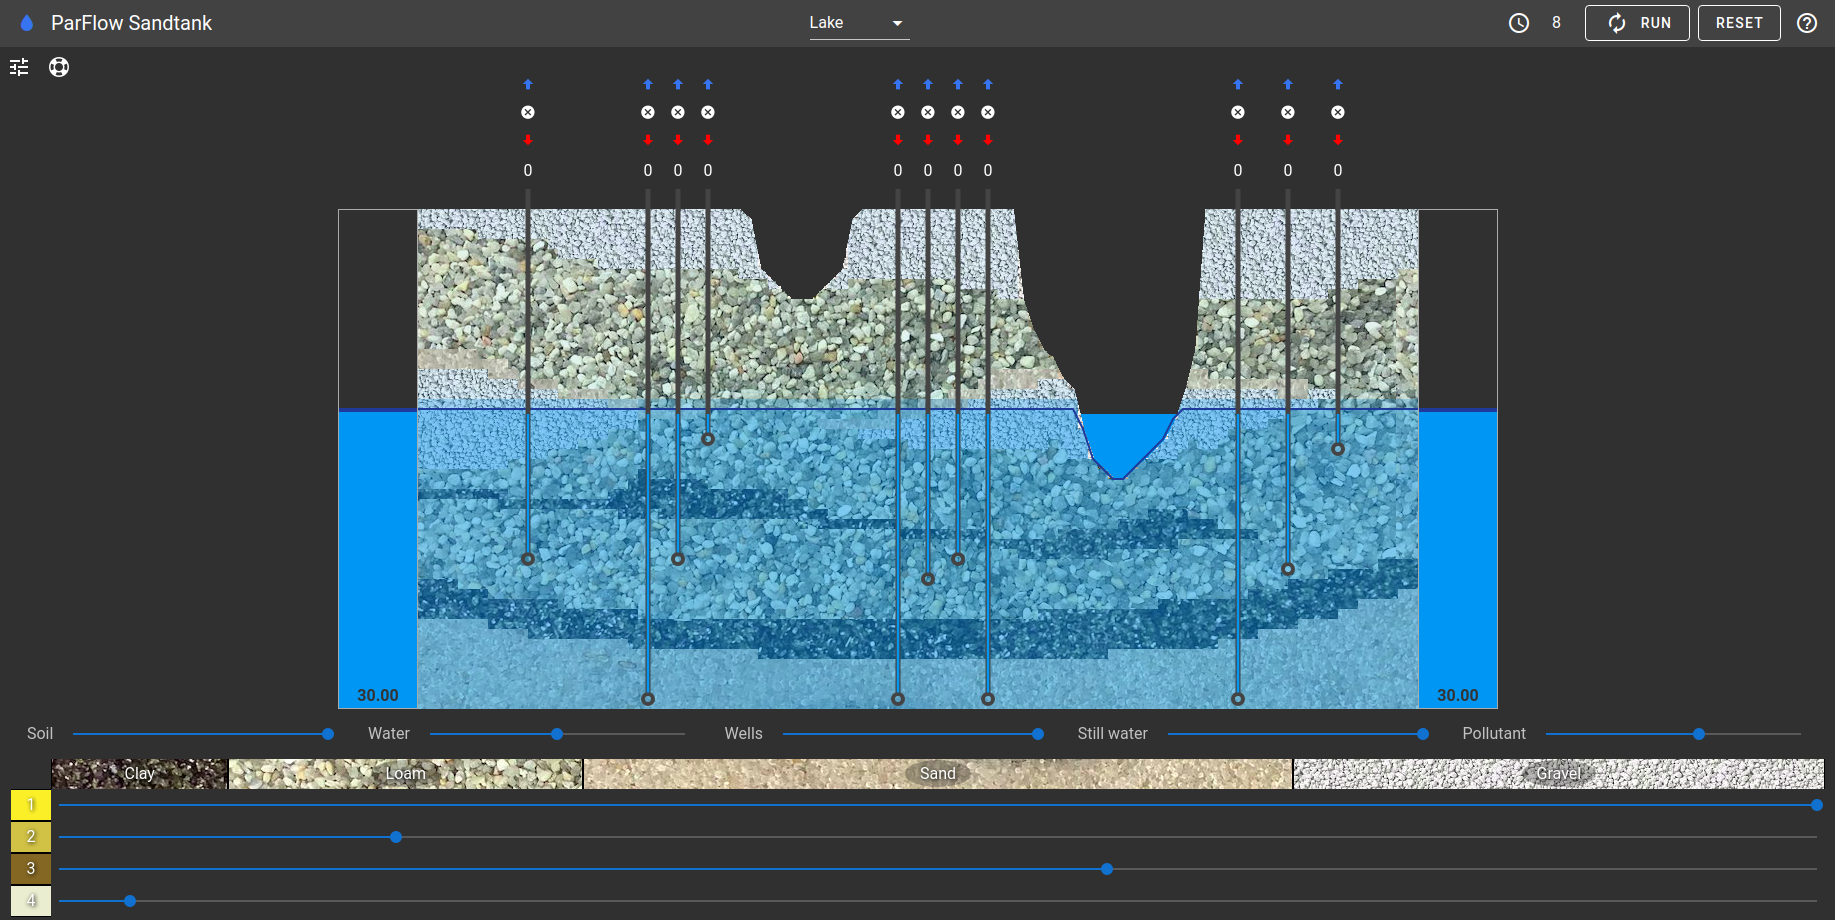 ParFlow Sandtank
Lake
8
RUN
RESET
0 0 0 0 0 0 0 0 0 0 0
30.00 30.00
Soil Water Wells Still water Pollutant
Clay Loam Sand Gravel
1
2
3
4